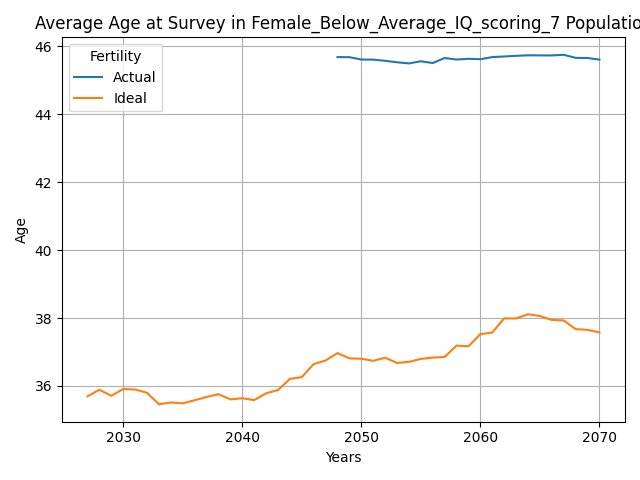 Average Age at Survey in Female_Below_Average_IQ_scoring_7 Populatio
46
44
42
40
38
36
Age
Fertility
Actual
Ideal
2030 2040 2050 2060 2070
Years